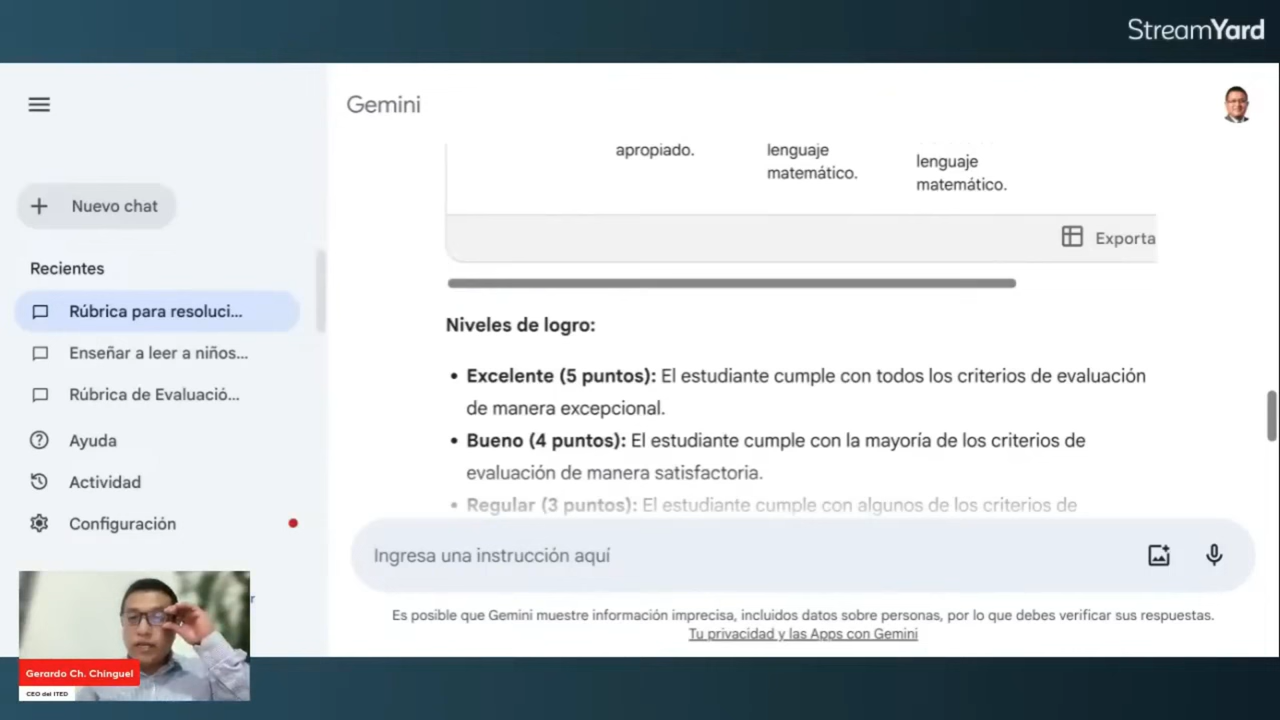 StreamYard
Gemini
Nuevo chat
Recientes
Rúbrica para resoluci...
Enseñar a leer a niños...
Rúbrica de Evaluació...
Ayuda
Actividad
Configuración
apropiado.
lenguaje
matemático.
lenguaje
matemático.
Exporta
Niveles de logro:
• Excelente (5 puntos): El estudiante cumple con todos los criterios de evaluación
de manera excepcional.
• Bueno (4 puntos): El estudiante cumple con la mayoría de los criterios de
evaluación de manera satisfactoria.
• Regular (3 puntos): El estudiante cumple con algunos de los criterios de
Ingresa una instrucción aquí
Es posible que Gemini muestre información imprecisa, incluidos datos sobre personas, por lo que debes verificar sus respuestas.
Tu privacidad y las Apps con Gemini
Gerardo Ch. Chinguel
CEO del ITED